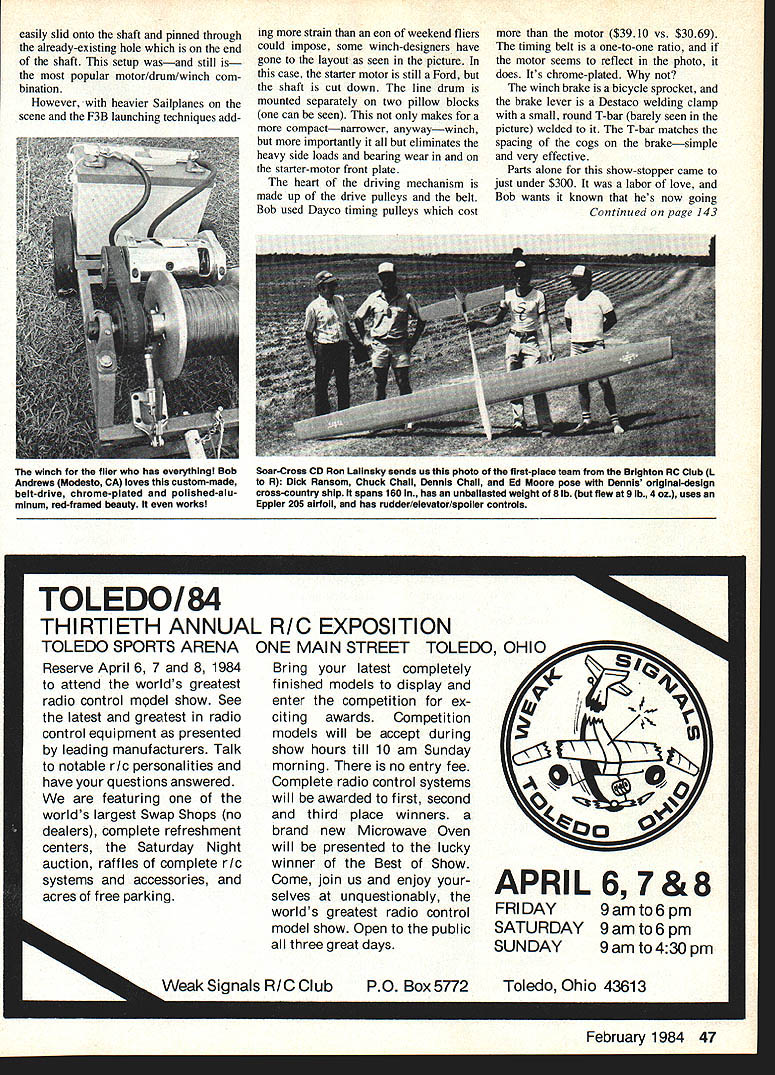 easily slid onto the shaft and pinned through
the already-existing hole which is on the end
of the shaft. This setup was—and still is—
the most popular motor/drum/winch com-
bination.
However, with heavier Sailplanes on the
scene and the F3B launching techniques add-
ing more strain than an eon of weekend fliers
could impose, some winch-designers have
gone to the layout as seen in the picture. In
this case, the starter motor is still a Ford, but
the shaft is cut down. The line drum is
mounted separately on two pillow blocks
(one can be seen). This not only makes for
a more compact—narrower, anyway—winch,
but more importantly it all but eliminates the
heavy side loads and bearing wear in and on
the starter-motor front plate.
The heart of the driving mechanism is
made up of the drive pulleys and the belt.
Bob used Dayco timing pulleys which cost
more than the motor ($39.10 vs. $30.69).
The timing belt is a one-to-one ratio, and if
the motor seems to reflect in the photo, it
does. It's chrome-plated. Why not?
The winch brake is a bicycle sprocket, and
the brake lever is a Destaco welding clamp
with a small, round T-bar (barely seen in the
picture) welded to it. The T-bar matches the
spacing of the cogs on the brake—simple
and very effective.
Parts alone for this show-stopper came to
just under $300. It was a labor of love, and
Bob wants it known that he's now going
Continued on page 143
The winch for the flier who has everything! Bob
Andrews (Modesto, CA) loves this custom-made,
belt-drive, chrome-plated and polished-alu-
minum, red-framed beauty. It even works!
Soar-Cross CD Ron Lalinsky sends us this photo of the first-place team from the Brighton RC Club (L
to R): Dick Ransom, Chuck Chall, Dennis Chall, and Ed Moore pose with Dennis' original-design
cross-country ship. It spans 160 in., has an unballasted weight of 8 lb. (but flew at 9 lb., 4 oz.), uses an
Eppler 205 airfoil, and has rudder/elevator/spoiler controls.
TOLEDO/84
THIRTIETH ANNUAL R/C EXPOSITION
TOLEDO SPORTS ARENA ONE MAIN STREET TOLEDO, OHIO
Reserve April 6, 7 and 8, 1984
to attend the world's greatest
radio control model show. See
the latest and greatest in radio
control equipment as presented
by leading manufacturers. Talk
to notable r/c personalities and
have your questions answered.
We are featuring one of the
world's largest Swap Shops (no
dealers), complete refreshment
centers, the Saturday Night
auction, raffles of complete r/c
systems and accessories, and
acres of free parking.
Bring your latest completely
finished models to display and
enter the competition for ex-
citing awards. Competition
models will be accept during
show hours till 10 am Sunday
morning. There is no entry fee.
Complete radio control systems
will be awarded to first, second
and third place winners. a
brand new Microwave Oven
will be presented to the lucky
winner of the Best of Show.
Come, join us and enjoy your-
selves at unquestionably, the
world's greatest radio control
model show. Open to the public
all three great days.
WEAK SIGNALS
TOLEDO OHIO
APRIL 6, 7 & 8
FRIDAY 9 am to 6 pm
SATURDAY 9 am to 6 pm
SUNDAY 9 am to 4:30 pm
Weak Signals R/C Club P.O. Box 5772 Toledo, Ohio 43613
February 1984 47